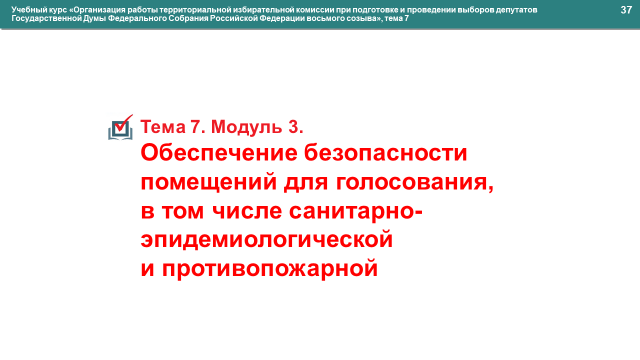 Учебный курс «Организация работы территориальной избирательной комиссии при подготовке и проведении выборов депутатов
Государственной Думы Федерального Собрания Российской Федерации восьмого созыва», тема 7
37
Тема 7. Модуль 3.
Обеспечение безопасности
помещений для голосования,
в том числе санитарно-
эпидемиологической
и противопожарной